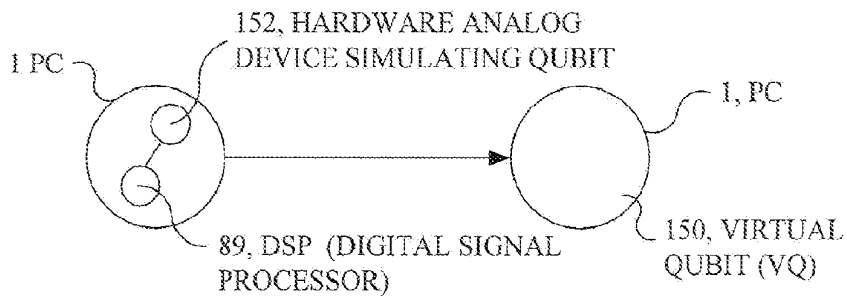 152, HARDWARE ANALOG
DEVICE SIMULATING QUBIT
1 PC
1, PC
89, DSP (DIGITAL SIGNAL
PROCESSOR)
150, VIRTUAL
QUBIT (VQ)